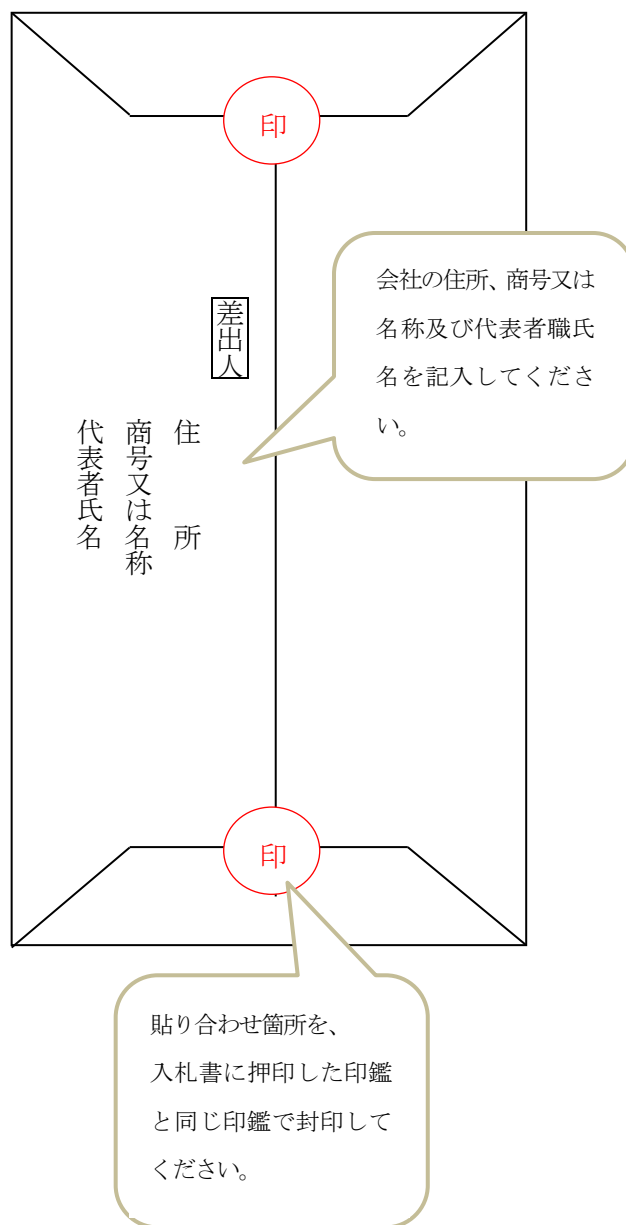 印
会社の住所、商号又は
名称及び代表者職氏
名を記入してくださ
い。
差出人
住所
商号又は名称
代表者氏名
印
貼り合わせ箇所を、
入札書に押印した印鑑
と同じ印鑑で封印して
ください。